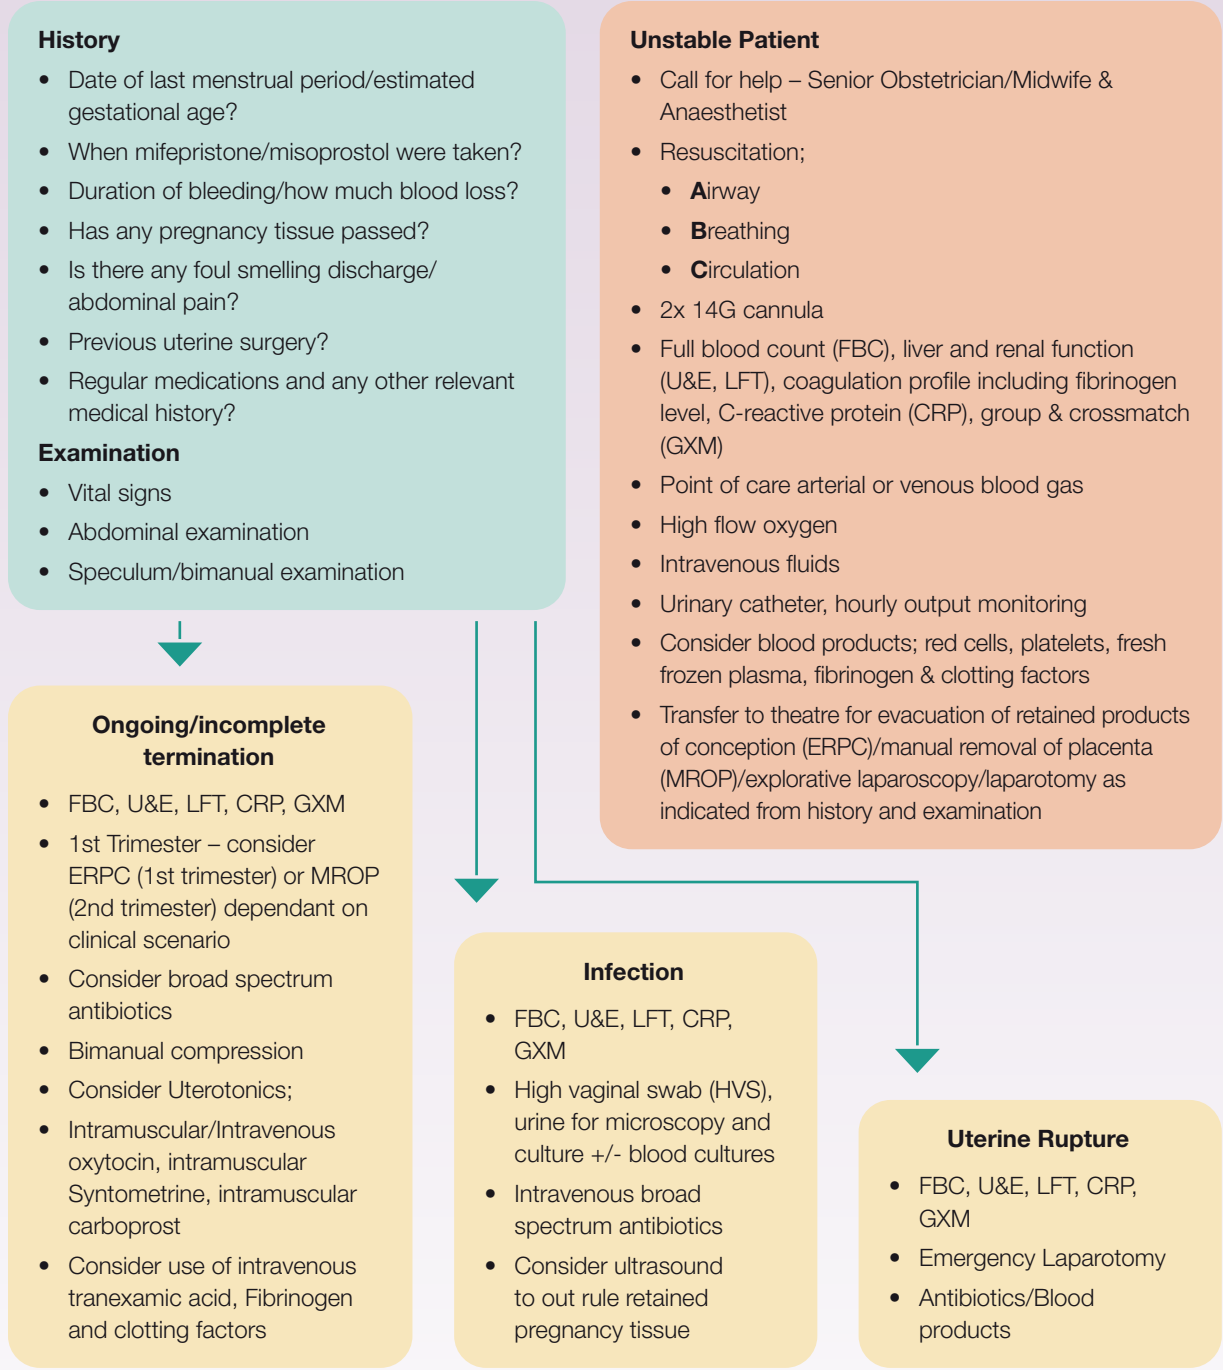 History
• Date of last menstrual period/estimated
gestational age?
• When mifepristone/misoprostol were taken?
• Duration of bleeding/how much blood loss?
• Has any pregnancy tissue passed?
• Is there any foul smelling discharge/
abdominal pain?
• Previous uterine surgery?
• Regular medications and any other relevant
medical history?
Examination
• Vital signs
• Abdominal examination
• Speculum/bimanual examination
Unstable Patient
• Call for help – Senior Obstetrician/Midwife &
Anaesthetist
• Resuscitation;
• Airway
• Breathing
• Circulation
• 2x 14G cannula
• Full blood count (FBC), liver and renal function
(U&E, LFT), coagulation profile including fibrinogen
level, C-reactive protein (CRP), group & crossmatch
(GXM)
• Point of care arterial or venous blood gas
• High flow oxygen
• Intravenous fluids
• Urinary catheter, hourly output monitoring
• Consider blood products; red cells, platelets, fresh
frozen plasma, fibrinogen & clotting factors
• Transfer to theatre for evacuation of retained products
of conception (ERPC)/manual removal of placenta
(MROP)/explorative laparoscopy/laparotomy as
indicated from history and examination
Ongoing/incomplete
termination
• FBC, U&E, LFT, CRP, GXM
• 1st Trimester – consider
ERPC (1st trimester) or MROP
(2nd trimester) dependant on
clinical scenario
• Consider broad spectrum
antibiotics
• Bimanual compression
• Consider Uterotonics;
• Intramuscular/Intravenous
oxytocin, intramuscular
Syntometrine, intramuscular
carboprost
• Consider use of intravenous
tranexamic acid, Fibrinogen
and clotting factors
Infection
• FBC, U&E, LFT, CRP,
GXM
• High vaginal swab (HVS),
urine for microscopy and
culture +/- blood cultures
• Intravenous broad
spectrum antibiotics
• Consider ultrasound
to out rule retained
pregnancy tissue
Uterine Rupture
• FBC, U&E, LFT, CRP,
GXM
• Emergency Laparotomy
• Antibiotics/Blood
products